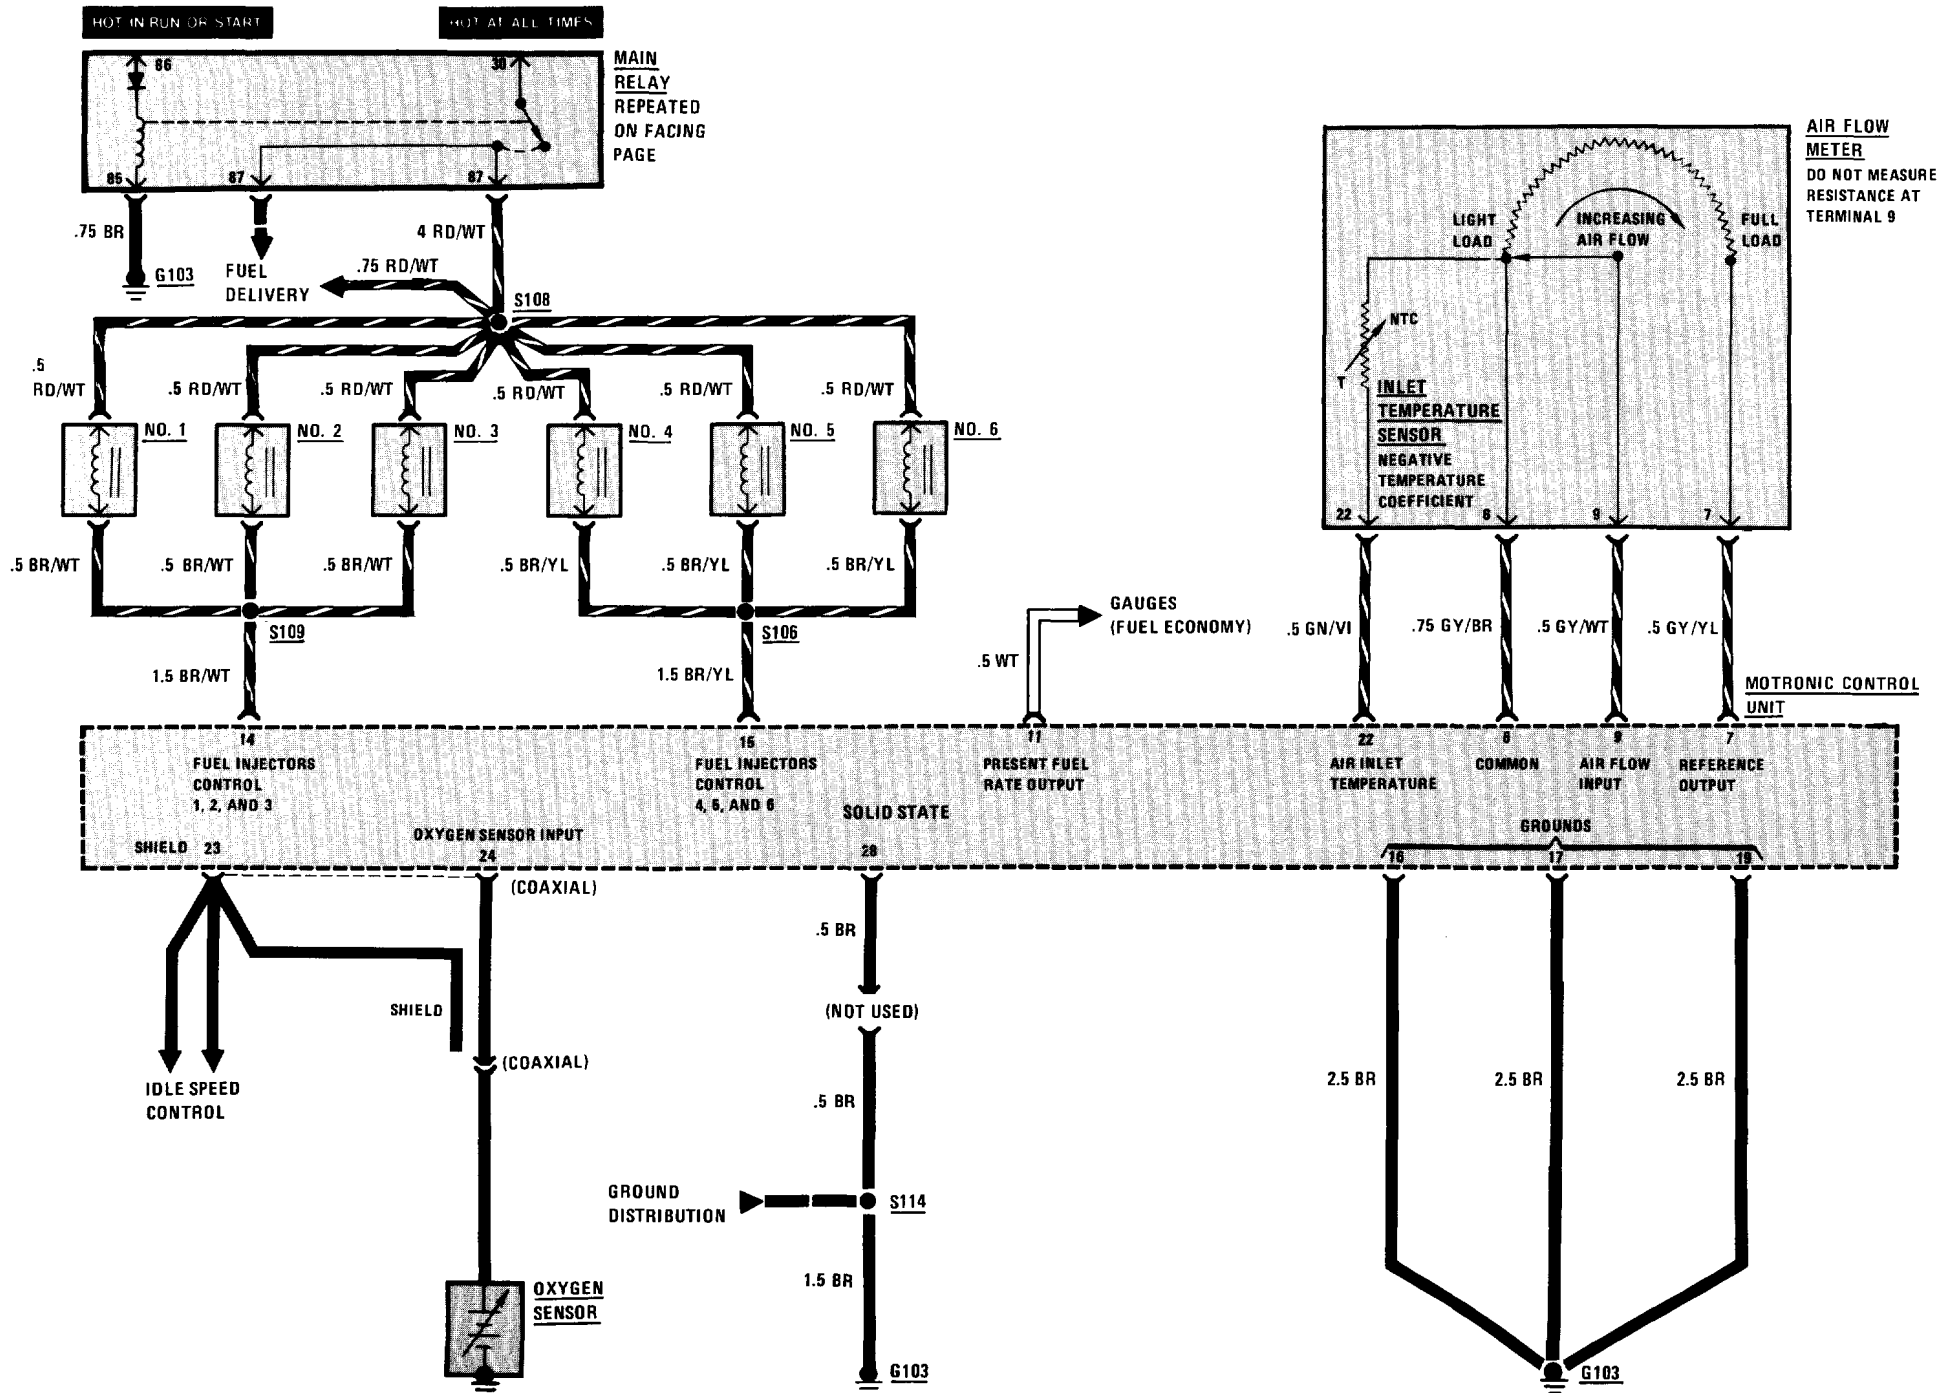 HOT IN RUN OR START
HOT AT ALL TIMES
86
30
MAIN
RELAY
REPEATED
ON FACING
PAGE
85
87
87
.75 BR
G103
FUEL
DELIVERY
4 RD/WT
.75 RD/WT
S108
.5
RD/WT
.5 RD/WT
.5 RD/WT
.5 RD/WT
.5 RD/WT
.5 RD/WT
NO. 1
NO. 2
NO. 3
NO. 4
NO. 5
NO. 6
.5 BR/WT
.5 BR/WT
.5 BR/WT
.5 BR/YL
.5 BR/YL
.5 BR/YL
S109
S106
1.5 BR/WT
1.5 BR/YL
AIR FLOW
METER
DO NOT MEASURE
RESISTANCE AT
TERMINAL 9
LIGHT
LOAD
INCREASING
AIR FLOW
FULL
LOAD
NTC
T
INLET
TEMPERATURE
SENSOR
NEGATIVE
TEMPERATURE
COEFFICIENT
22
6
9
7
GAUGES
(FUEL ECONOMY)
.5 WT
.5 GN/VI
.75 GY/BR
.5 GY/WT
.5 GY/YL
MOTRONIC CONTROL
UNIT
14
FUEL INJECTORS
CONTROL
1, 2, AND 3
15
FUEL INJECTORS
CONTROL
4, 5, AND 6
11
PRESENT FUEL
RATE OUTPUT
22
AIR INLET
TEMPERATURE
6
COMMON
9
AIR FLOW
INPUT
7
REFERENCE
OUTPUT
SOLID STATE
SHIELD 23
OXYGEN SENSOR INPUT
24
28
GROUNDS
16
17
19
(COAXIAL)
SHIELD
(COAXIAL)
IDLE SPEED
CONTROL
.5 BR
(NOT USED)
.5 BR
GROUND
DISTRIBUTION
S114
1.5 BR
G103
OXYGEN
SENSOR
2.5 BR
2.5 BR
2.5 BR
G103